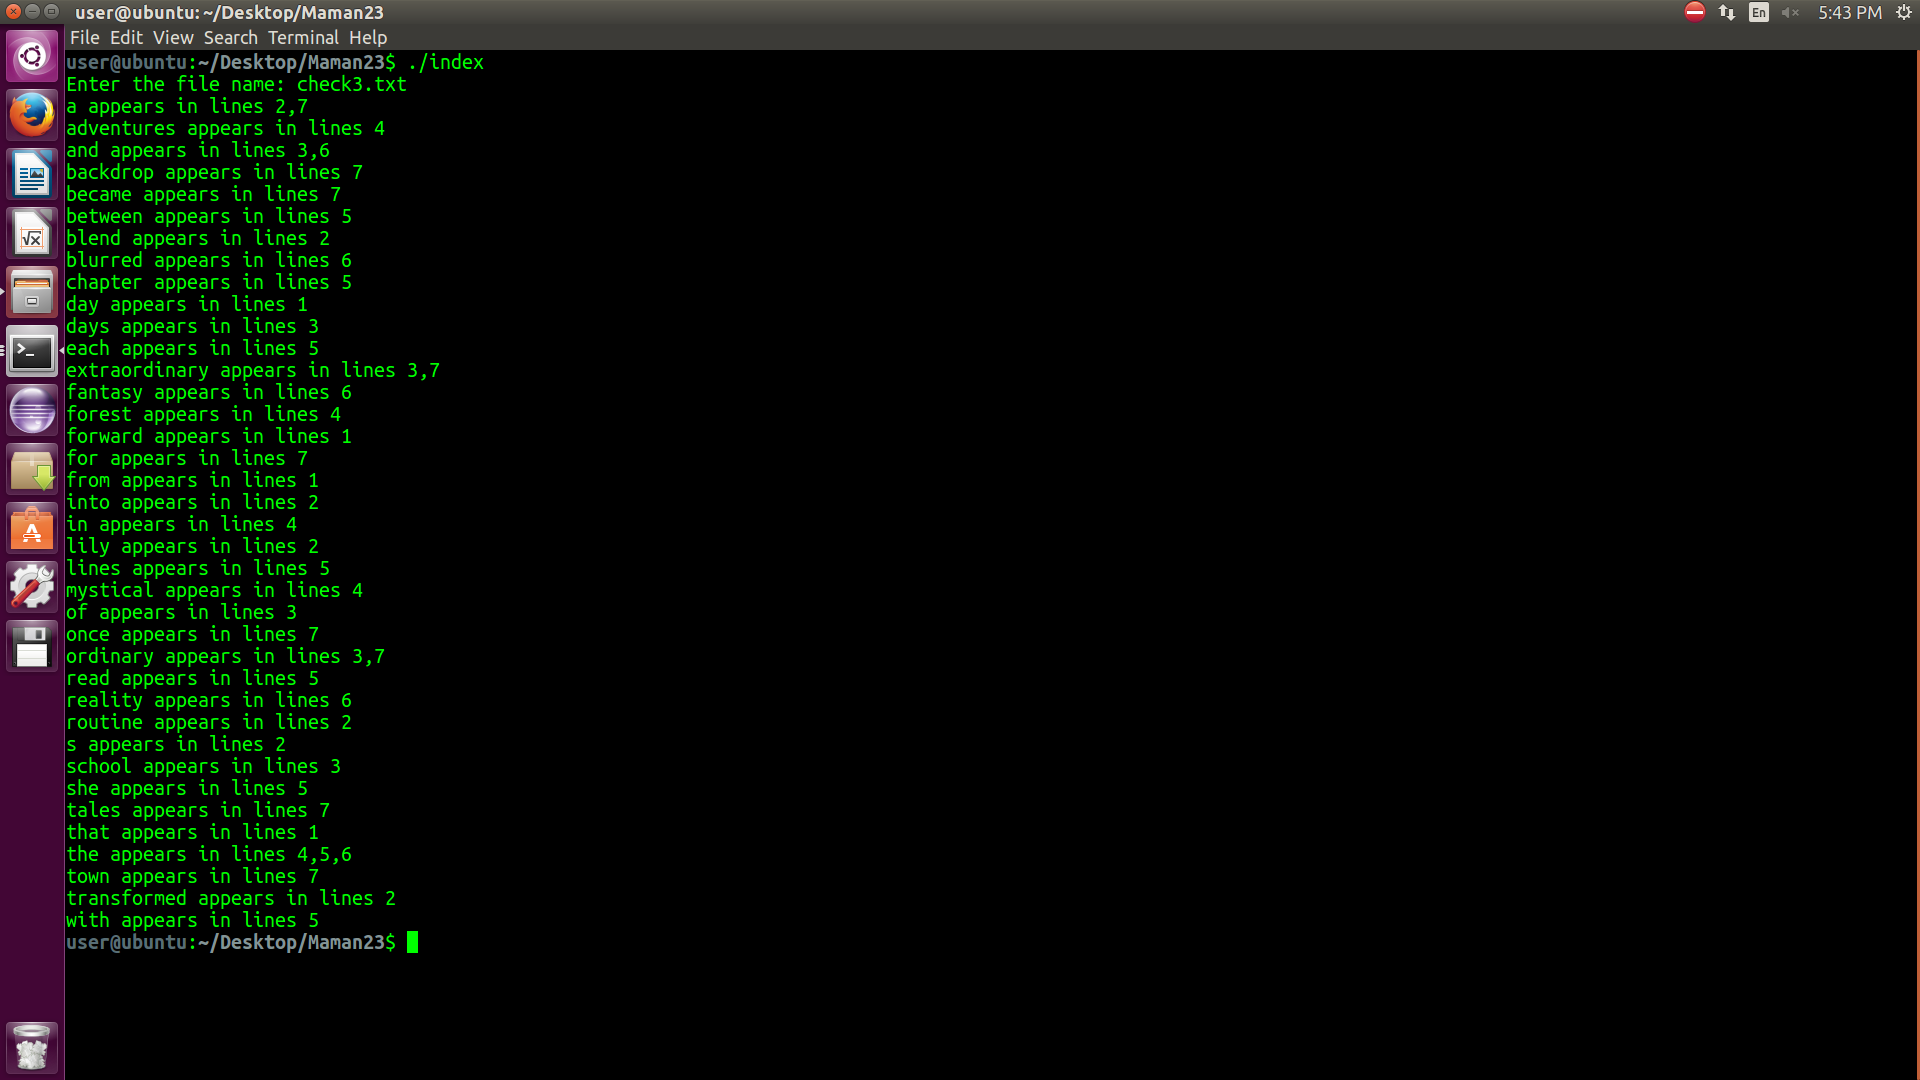 user@ubuntu: ~/Desktop/Maman23
En
5:43 PM
File Edit View Search Terminal Help
user@ubuntu:~/Desktop/Maman23$ ./index
Enter the file name: check3.txt
a appears in lines 2,7
adventures appears in lines 4
and appears in lines 3,6
backdrop appears in lines 7
became appears in lines 7
between appears in lines 5
blend appears in lines 2
blurred appears in lines 6
chapter appears in lines 5
day appears in lines 1
days appears in lines 3
each appears in lines 5
extraordinary appears in lines 3,7
fantasy appears in lines 6
forest appears in lines 4
forward appears in lines 1
for appears in lines 7
from appears in lines 1
into appears in lines 2
in appears in lines 4
lily appears in lines 2
lines appears in lines 5
mystical appears in lines 4
of appears in lines 3
once appears in lines 7
ordinary appears in lines 3,7
read appears in lines 5
reality appears in lines 6
routine appears in lines 2
s appears in lines 2
school appears in lines 3
she appears in lines 5
tales appears in lines 7
that appears in lines 1
the appears in lines 4,5,6
town appears in lines 7
transformed appears in lines 2
with appears in lines 5
user@ubuntu:~/Desktop/Maman23$